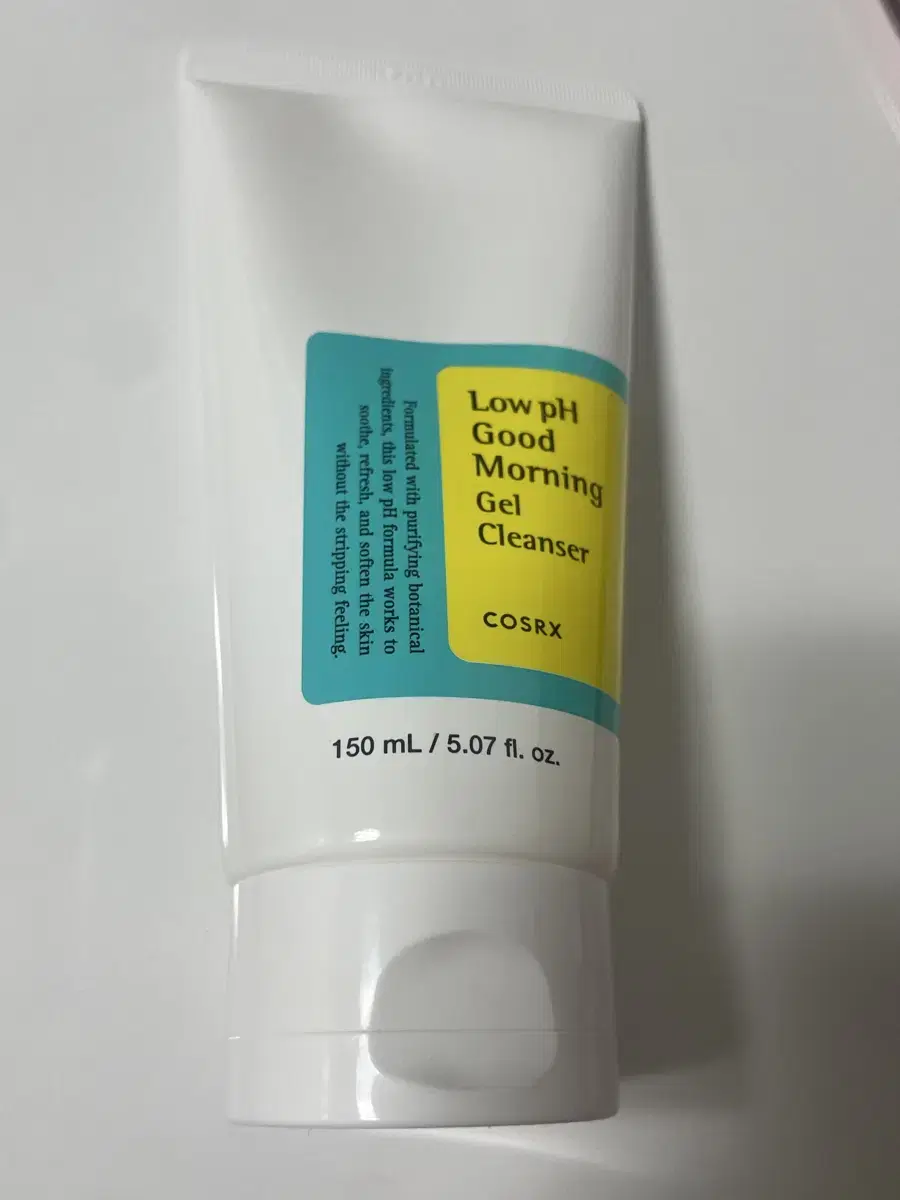 Low pH
Good
Morning
Gel
Cleanser
COSRX
Formulated with purifying botanical
ingredients, this low pH formula works to
soothe, refresh, and soften the skin
without the stripping feeling.
150 mL / 5.07 fl. oz.